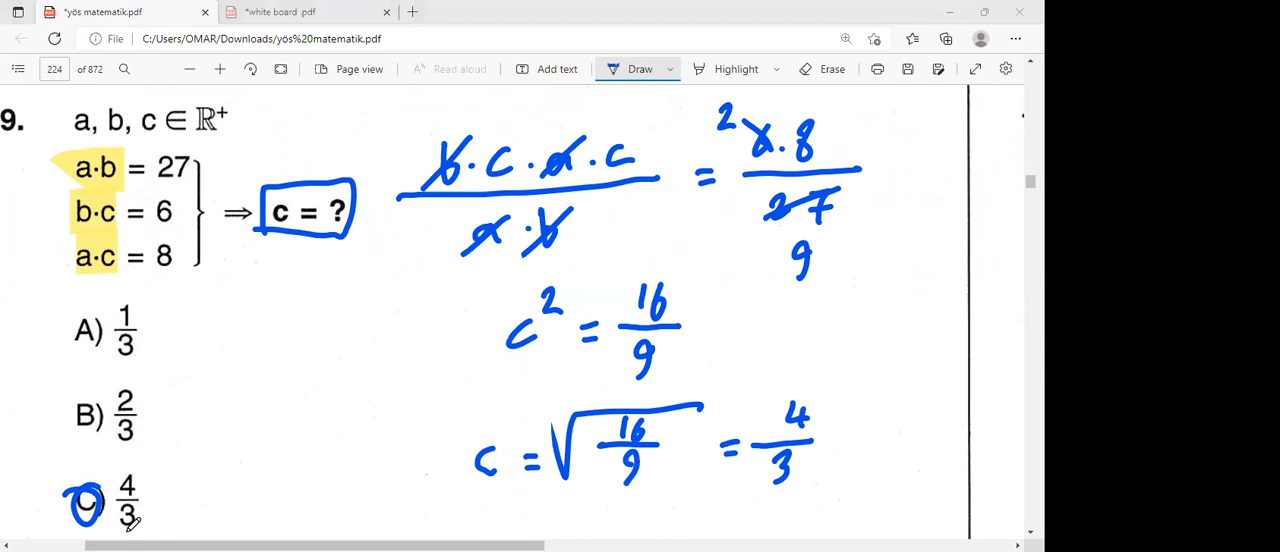 *yös matematik.pdf
*white board .pdf
File C:/Users/OMAR/Downloads/yös%20matematik.pdf
224 of 872 Page view Read aloud Add text Draw Highlight Erase
9. a, b, c ∈ ℝ⁺
a·b = 27
b·c = 6
a·c = 8
⇒ c = ?
A) 1/3
B) 2/3
C) 4/3
b · c · a · c / a · b = 2 6 · 8 / 27 9
c² = 16/9
c = √(16/9) = 4/3